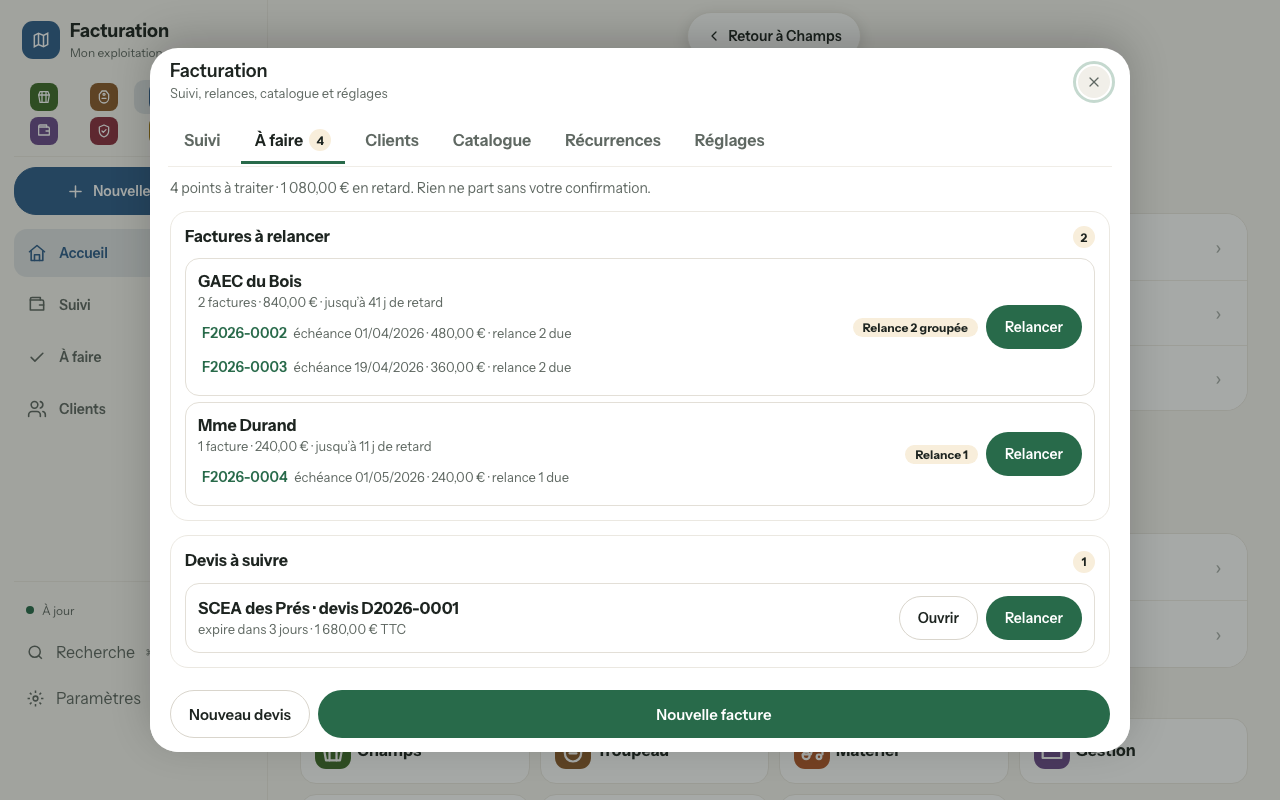 Facturation
Mon exploitation
Retour à Champs
Nouvelle
Accueil
Suivi
À faire
Clients
À jour
Recherche
Paramètres
Facturation
Suivi, relances, catalogue et réglages
Suivi
À faire 4
Clients
Catalogue
Récurrences
Réglages
4 points à traiter · 1 080,00 € en retard. Rien ne part sans votre confirmation.
Factures à relancer
2
GAEC du Bois
2 factures · 840,00 € · jusqu’à 41 j de retard
F2026-0002 échéance 01/04/2026 · 480,00 € · relance 2 due
F2026-0003 échéance 19/04/2026 · 360,00 € · relance 2 due
Relance 2 groupée
Relancer
Mme Durand
1 facture · 240,00 € · jusqu’à 11 j de retard
F2026-0004 échéance 01/05/2026 · 240,00 € · relance 1 due
Relance 1
Relancer
Devis à suivre
1
SCEA des Prés · devis D2026-0001
expire dans 3 jours · 1 680,00 € TTC
Ouvrir
Relancer
Nouveau devis
Nouvelle facture
Champs
Troupeau
Matériel
Gestion